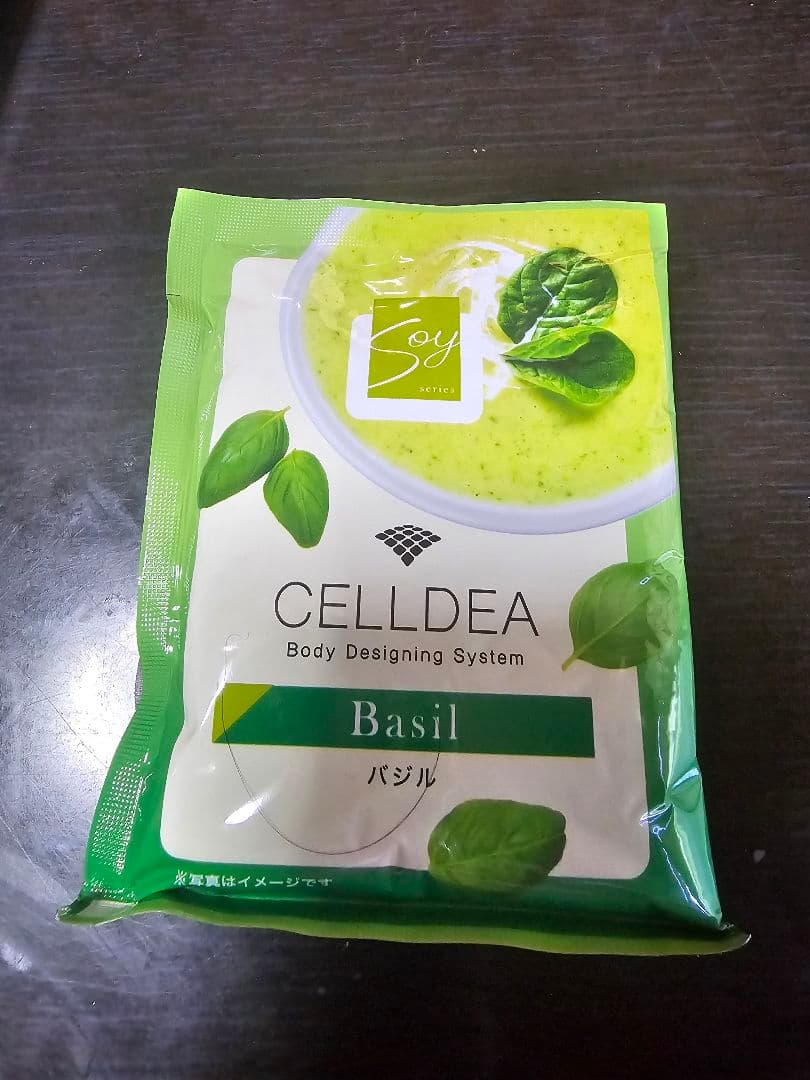 Soy
series
CELLDEA
Body Designing System
Basil
バジル
※写真はイメージです